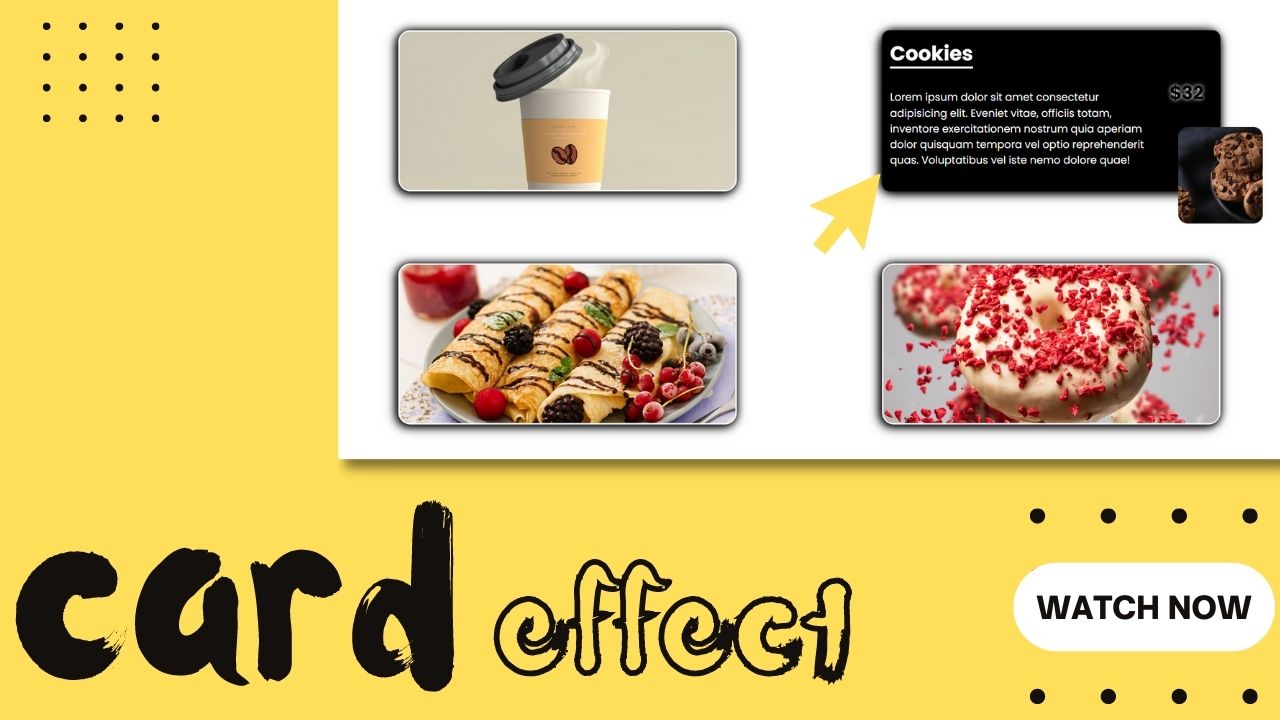 Cookies
$32
Lorem ipsum dolor sit amet consectetur
adipisicing elit. Eveniet vitae, officiis totam,
inventore exercitationem nostrum quia aperiam
dolor quisquam tempora vel optio reprehenderit
quas. Voluptatibus vel iste nemo dolore quae!
card effect
WATCH NOW